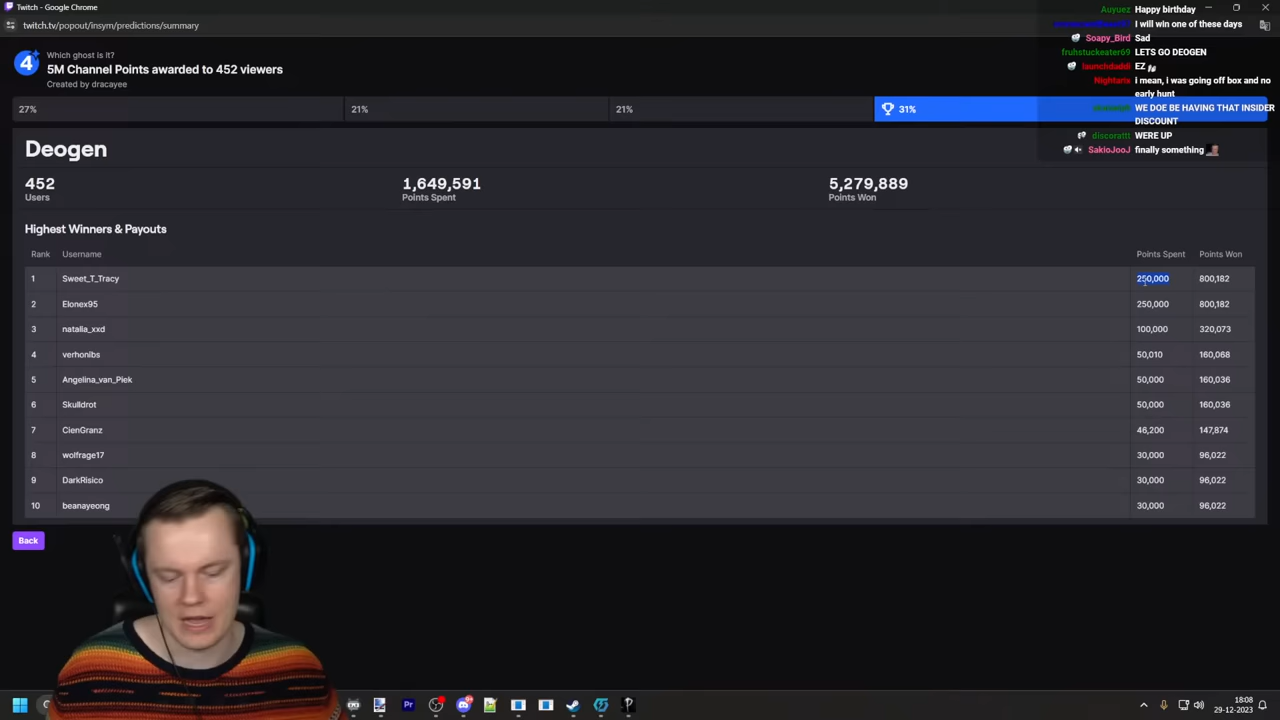 Twitch - Google Chrome
twitch.tv/popout/insym/predictions/summary
4
Which ghost is it?
5M Channel Points awarded to 452 viewers
Created by dracayee
27%
21%
21%
31%
Deogen
452
Users
1,649,591
Points Spent
5,279,889
Points Won
Highest Winners & Payouts
Rank Username Points Spent Points Won
1 Sweet_T_Tracy 250,000 800,182
2 Elonex95 250,000 800,182
3 natalia_xxd 100,000 320,073
4 verhonibs 50,010 160,068
5 Angelina_van_Piek 50,000 160,036
6 Skulldrot 50,000 160,036
7 CienGranz 46,200 147,874
8 wolfrage17 30,000 96,022
9 DarkRisico 30,000 96,022
10 beanayeong 30,000 96,022
Back
Auyuez Happy birthday
I will win one of these days
Soapy_Bird Sad
fruhstuckeater69 LETS GO DEOGEN
launchdaddi EZ
Nightarix i mean, i was going off box and no
early hunt
WE DOE BE HAVING THAT INSIDER
DISCOUNT
discorattt WERE UP
SakioJooJ finally something
Pr
18:08
29-12-2023